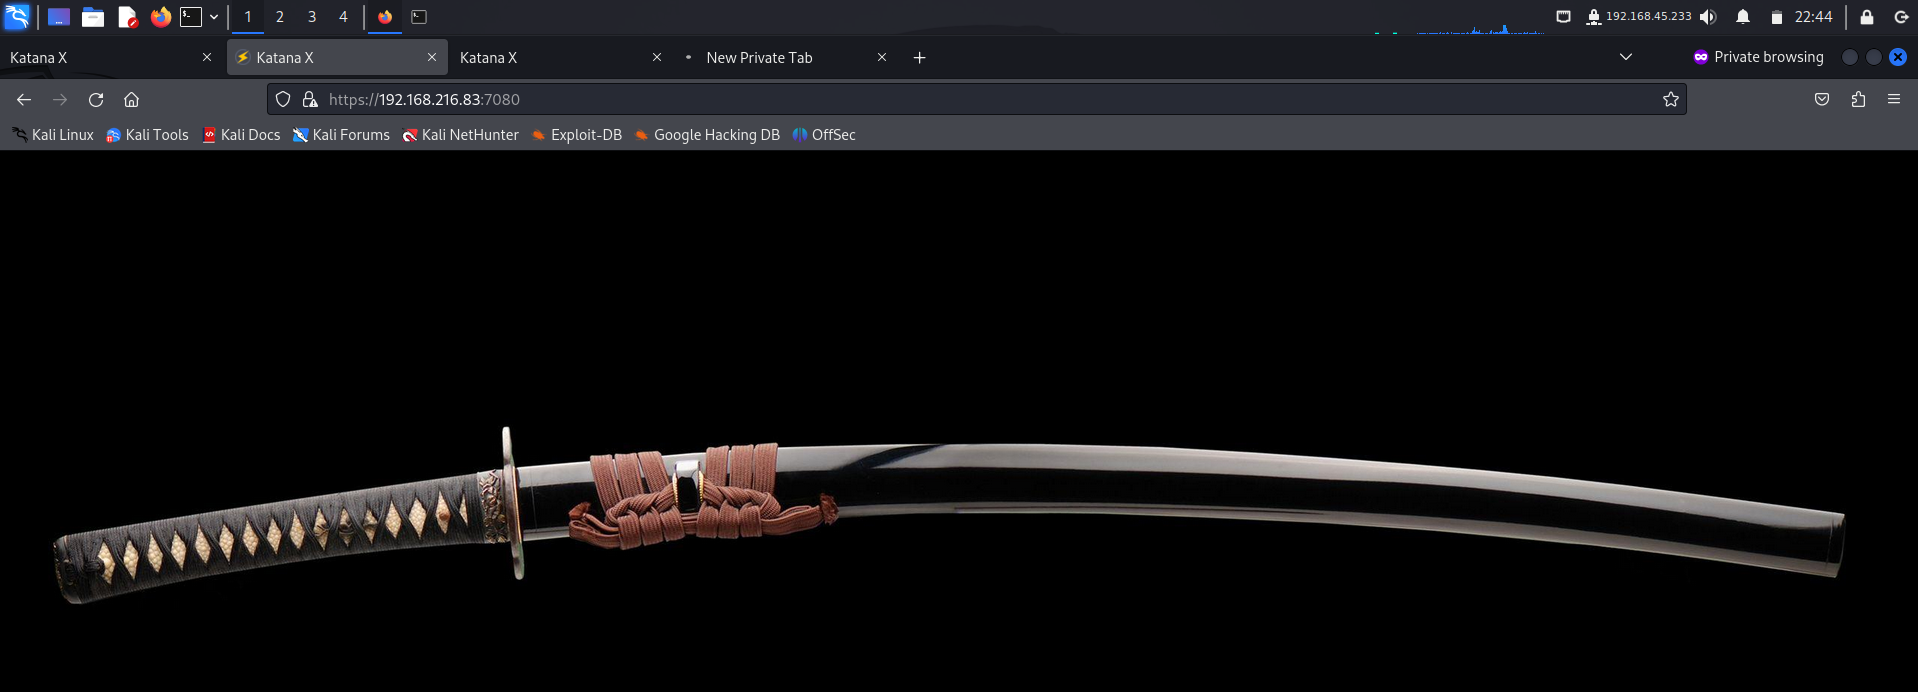 1 2 3 4 192.168.45.233 22:44
Katana X Katana X Katana X New Private Tab Private browsing
https://192.168.216.83:7080
Kali Linux Kali Tools Kali Docs Kali Forums Kali NetHunter Exploit-DB Google Hacking DB OffSec